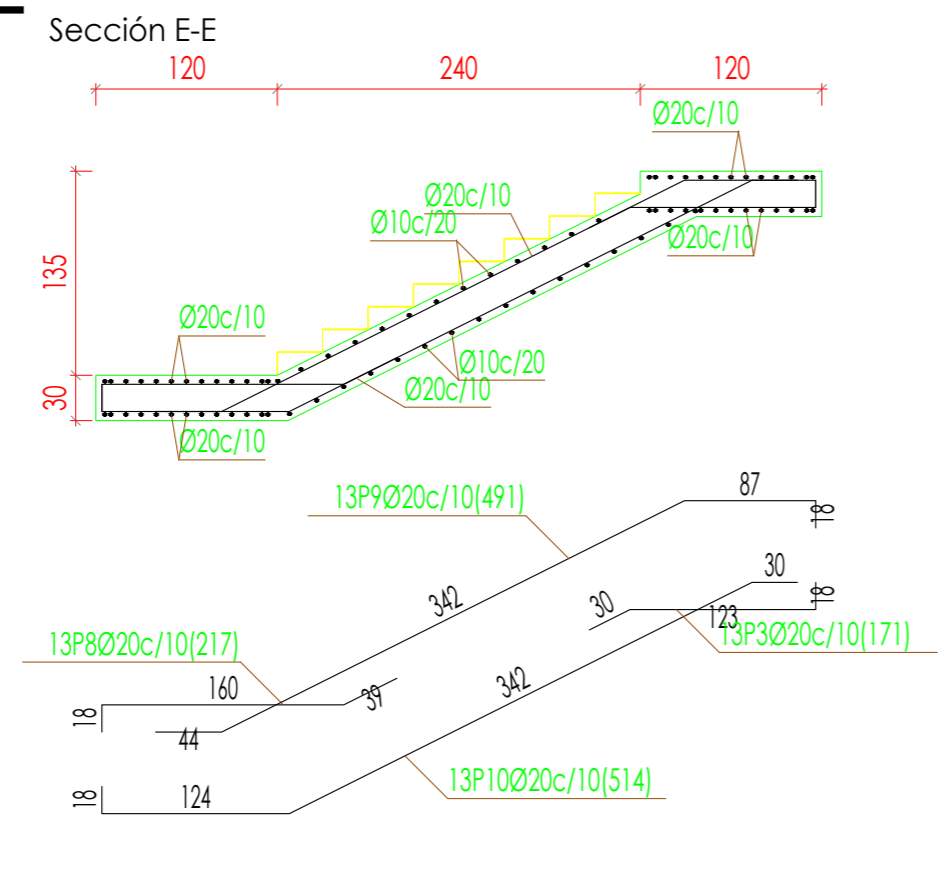 Sección E-E
120
240
120
Ø20c/10
Ø20c/10
Ø10c/20
Ø20c/10
135
Ø20c/10
Ø10c/20
Ø20c/10
30
Ø20c/10
87
13P9Ø20c/10(491)
18
30
18
342
30
123
13P3Ø20c/10(171)
13P8Ø20c/10(217)
342
160
39
18
44
13P10Ø20c/10(514)
18
124